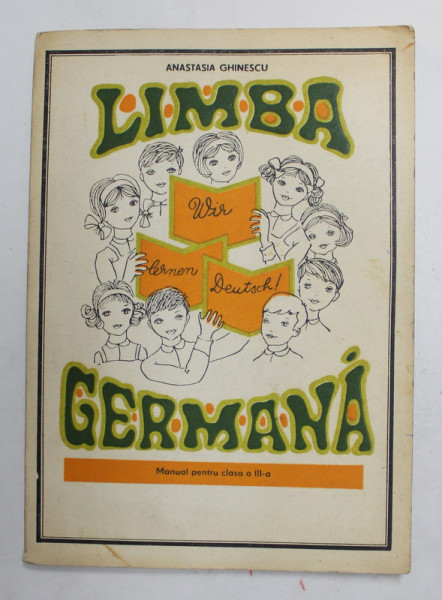 ANASTASIA GHINESCU
LIMBA
Wir
lernen
Deutsch!
GERMANĂ
Manual pentru clasa a III-a